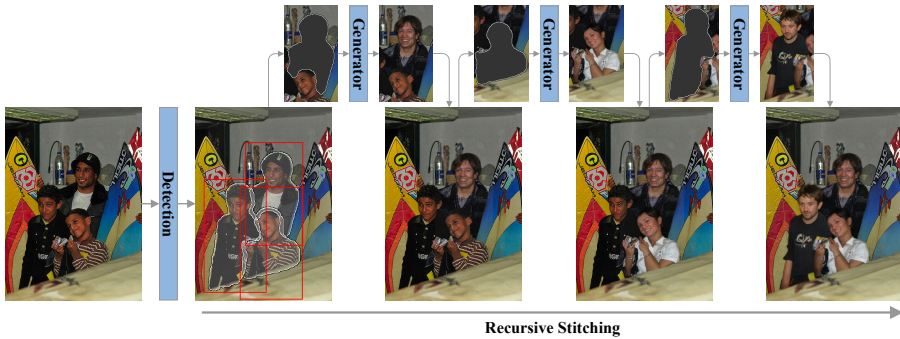 Generator
Generator
Generator
Detection
Recursive Stitching